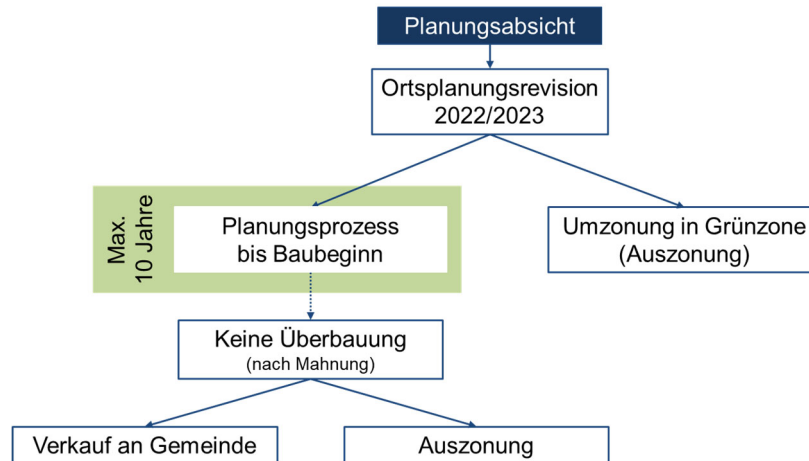 Planungsabsicht
Ortsplanungsrevision
2022/2023
Max.
10 Jahre
Planungsprozess
bis Baubeginn
Umzonung in Grünzone
(Auszonung)
Keine Überbauung
(nach Mahnung)
Verkauf an Gemeinde
Auszonung